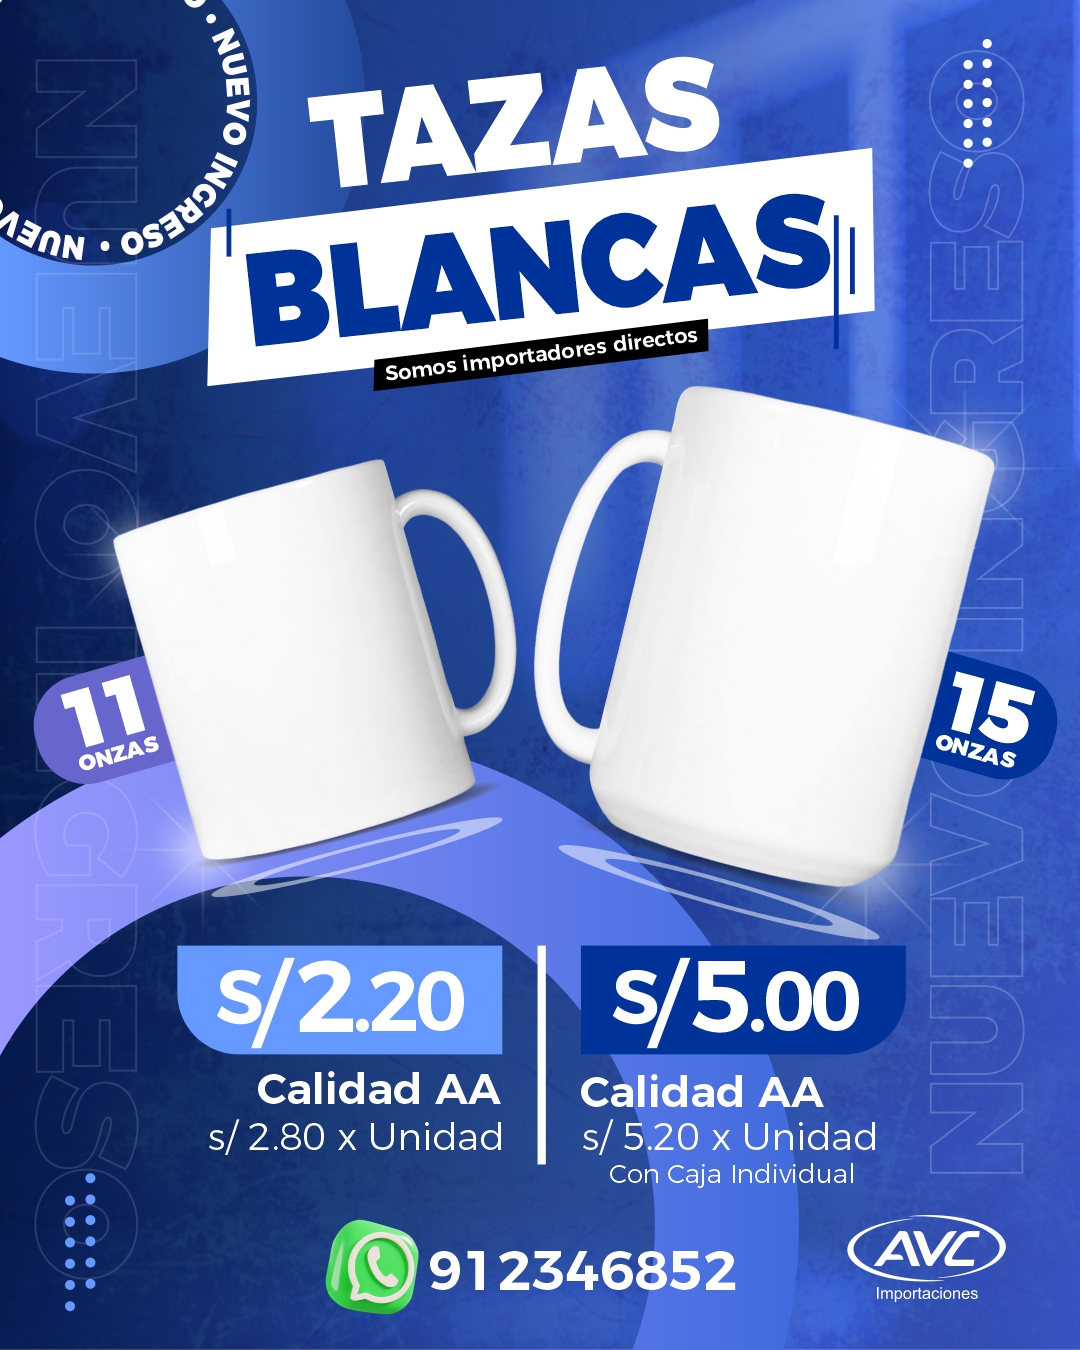 NUEVO INGRESO • NUEVO
TAZAS
BLANCAS
Somos importadores directos
NUEVO INGRESO
NUEVO INGRESO
11
ONZAS
15
ONZAS
S/2.20
Calidad AA
s/ 2.80 x Unidad
S/5.00
Calidad AA
s/ 5.20 x Unidad
Con Caja Individual
912346852
AVC
Importaciones